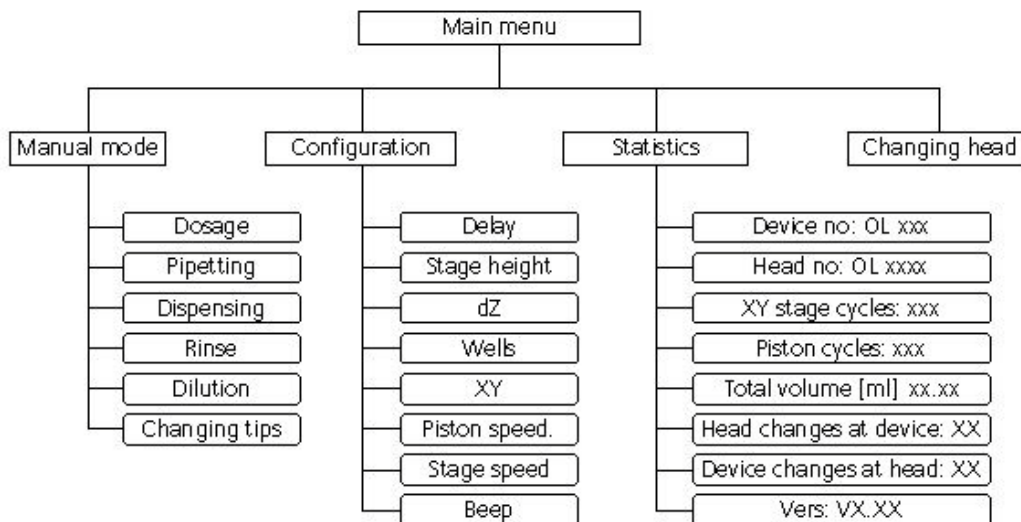 Main menu
Manual mode
Configuration
Statistics
Changing head
Dosage
Pipetting
Dispensing
Rinse
Dilution
Changing tips
Delay
Stage height
dZ
Wells
XY
Piston speed.
Stage speed
Beep
Device no: OL xxx
Head no: OL xxxx
XY stage cycles: xxx
Piston cycles: xxx
Total volume [ml] xx.xx
Head changes at device: XX
Device changes at head: XX
Vers: VX.XX